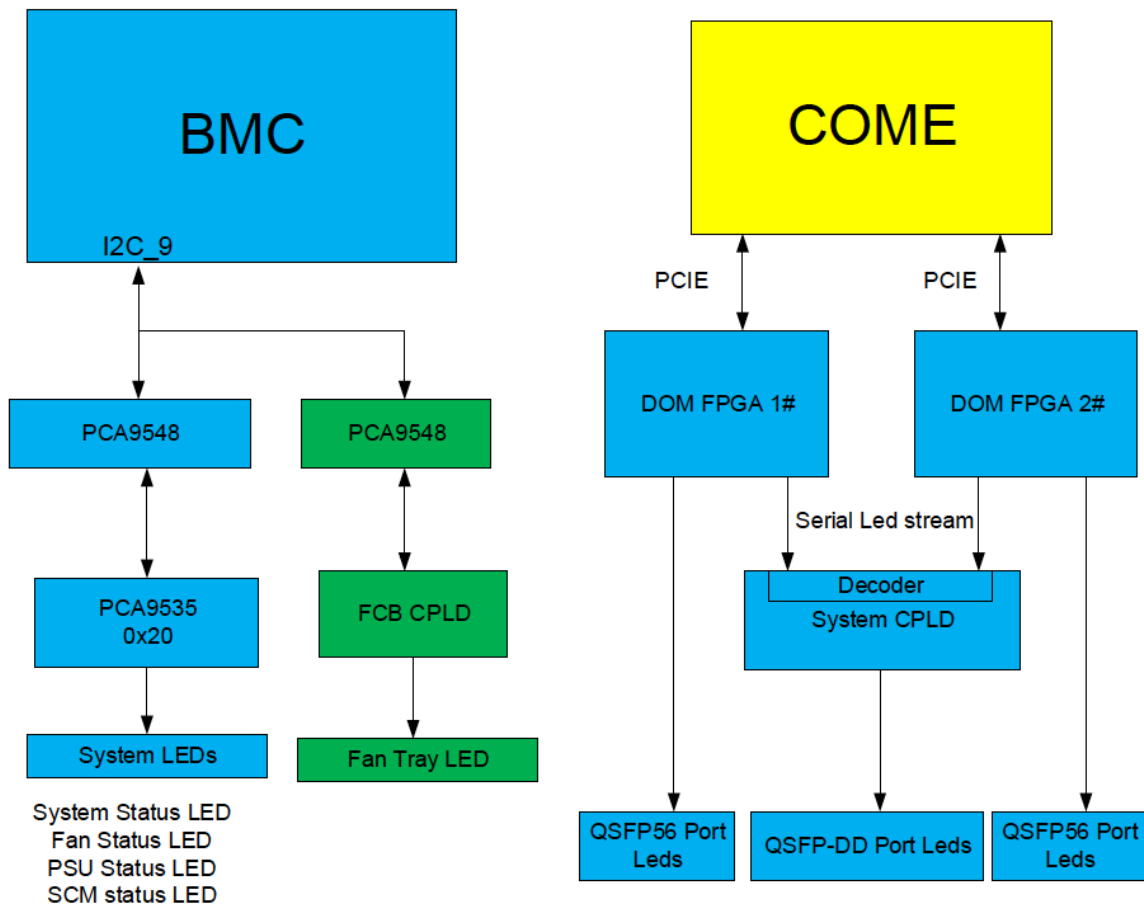 BMC
I2C_9
PCA9548
PCA9548
PCA9535
0x20
FCB CPLD
System LEDs
Fan Tray LED
System Status LED
Fan Status LED
PSU Status LED
SCM status LED
COME
PCIE
PCIE
DOM FPGA 1#
DOM FPGA 2#
Serial Led stream
Decoder
System CPLD
QSFP56 Port
Leds
QSFP-DD Port Leds
QSFP56 Port
Leds